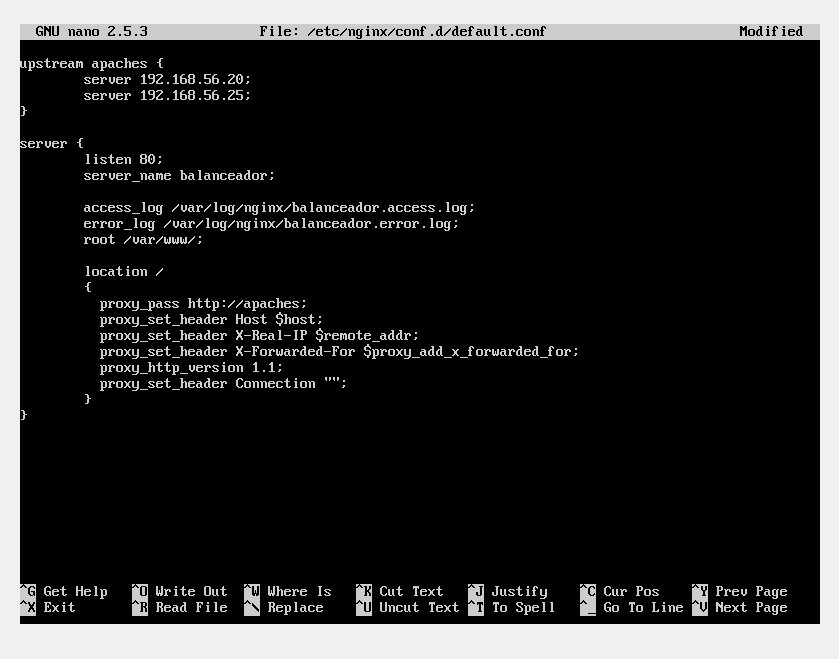 GNU nano 2.5.3 File: /etc/nginx/conf.d/default.conf Modified
upstream apaches {
server 192.168.56.20;
server 192.168.56.25;
}
server {
listen 80;
server_name balanceador;
access_log /var/log/nginx/balanceador.access.log;
error_log /var/log/nginx/balanceador.error.log;
root /var/www/;
location /
{
proxy_pass http://apaches;
proxy_set_header Host $host;
proxy_set_header X-Real-IP $remote_addr;
proxy_set_header X-Forwarded-For $proxy_add_x_forwarded_for;
proxy_http_version 1.1;
proxy_set_header Connection "";
}
}
^G Get Help ^O Write Out ^W Where Is ^K Cut Text ^J Justify ^C Cur Pos ^Y Prev Page
^X Exit ^R Read File ^\ Replace ^U Uncut Text ^T To Spell ^_ Go To Line ^V Next Page